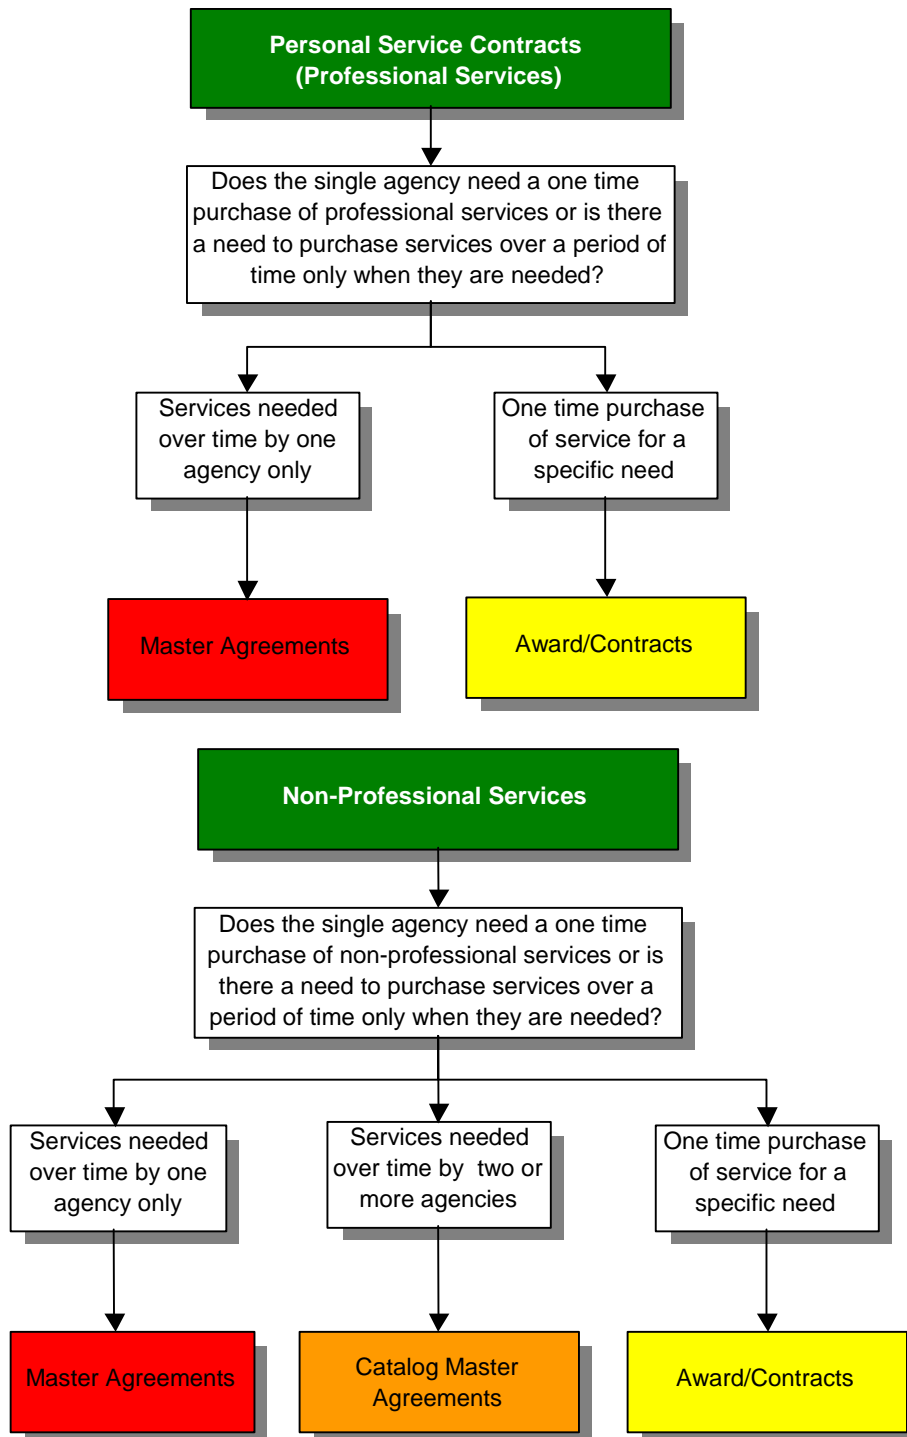 Personal Service Contracts
(Professional Services)
Does the single agency need a one time
purchase of professional services or is there
a need to purchase services over a period of
time only when they are needed?
Services needed
over time by one
agency only
One time purchase
of service for a
specific need
Master Agreements
Award/Contracts
Non-Professional Services
Does the single agency need a one time
purchase of non-professional services or is
there a need to purchase services over a
period of time only when they are needed?
Services needed
over time by one
agency only
Services needed
over time by two or
more agencies
One time purchase
of service for a
specific need
Master Agreements
Catalog Master
Agreements
Award/Contracts